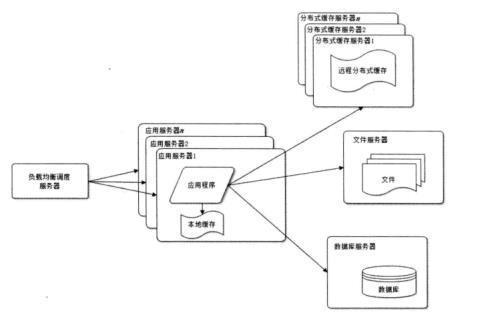 分布式缓存服务器n
分布式缓存服务器2
分布式缓存服务器1
远程分布式缓存
应用服务器n
应用服务器2
应用服务器1
应用程序
本地缓存
负载均衡调度
服务器
文件服务器
文件
数据库服务器
数据库